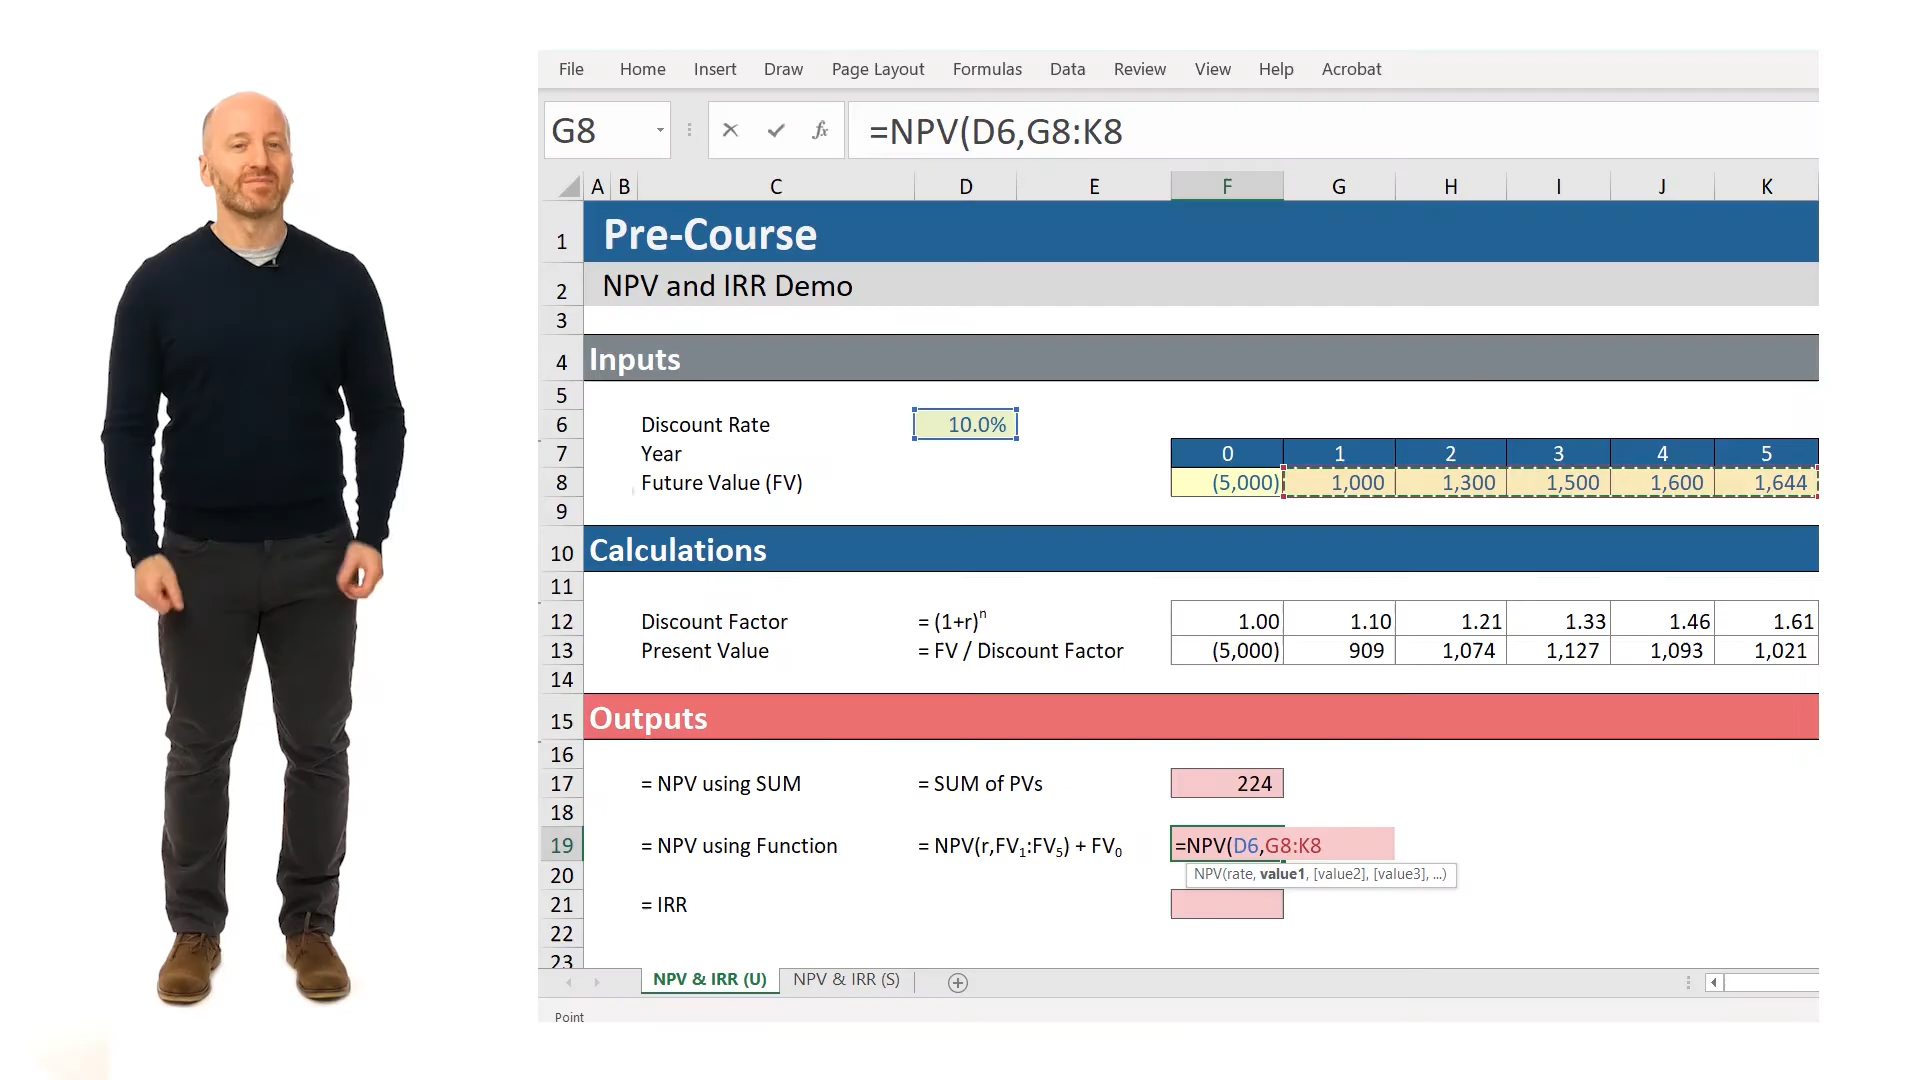 File Home Insert Draw Page Layout Formulas Data Review View Help Acrobat
G8 fx =NPV(D6,G8:K8
A B C D E F G H I J K
1 Pre-Course
2 NPV and IRR Demo
3
4 Inputs
5
6 Discount Rate 10.0%
7 Year 0 1 2 3 4 5
8 Future Value (FV) (5,000) 1,000 1,300 1,500 1,600 1,644
9
10 Calculations
11
12 Discount Factor = (1+r)ⁿ 1.00 1.10 1.21 1.33 1.46 1.61
13 Present Value = FV / Discount Factor (5,000) 909 1,074 1,127 1,093 1,021
14
15 Outputs
16
17 = NPV using SUM = SUM of PVs 224
18
19 = NPV using Function = NPV(r,FV₁:FV₅) + FV₀ =NPV(D6,G8:K8
20 NPV(rate, value1, [value2], [value3], ...)
21 = IRR
22
23
NPV & IRR (U) NPV & IRR (S)
Point